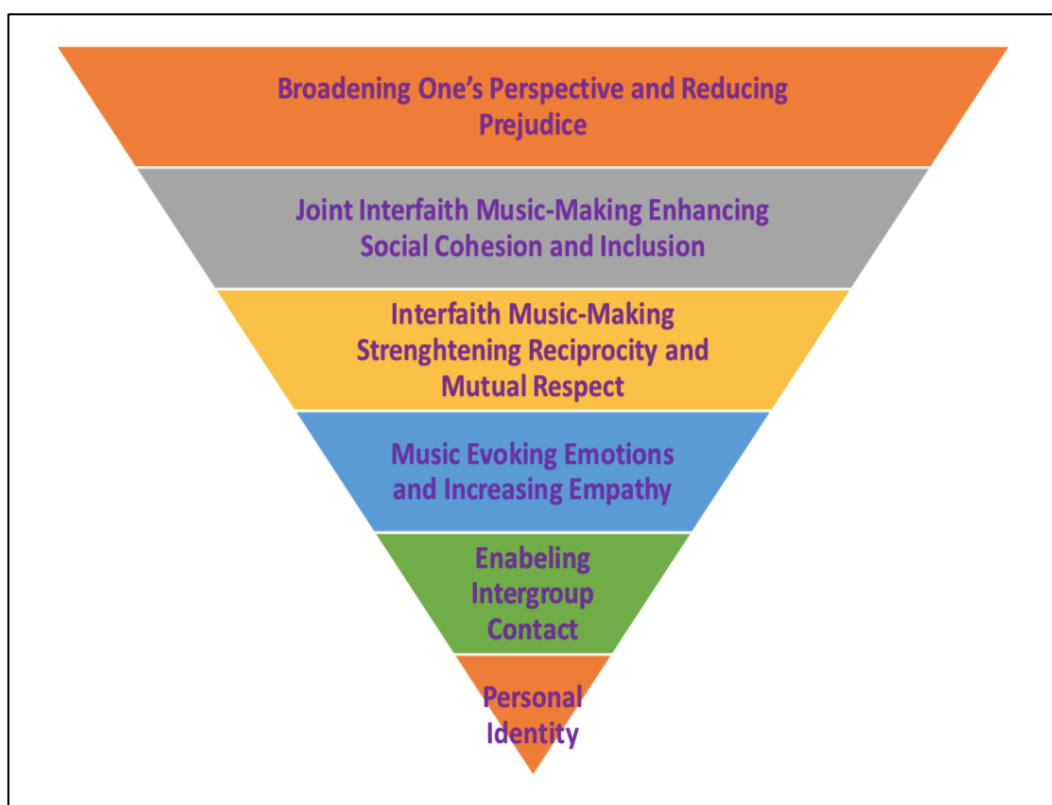 Broadening One's Perspective and Reducing
Prejudice
Joint Interfaith Music-Making Enhancing
Social Cohesion and Inclusion
Interfaith Music-Making
Strenghtening Reciprocity and
Mutual Respect
Music Evoking Emotions
and Increasing Empathy
Enabeling
Intergroup
Contact
Personal
Identity